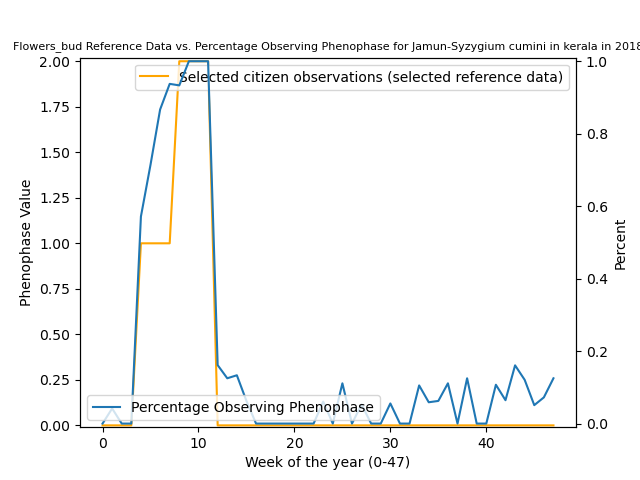 Flowers_bud Reference Data vs. Percentage Observing Phenophase for Jamun-Syzygium cumini in kerala in 2018
Selected citizen observations (selected reference data)
Percentage Observing Phenophase
Phenophase Value
2.00
1.75
1.50
1.25
1.00
0.75
0.50
0.25
0.00
1.0
0.8
0.6
0.4
0.2
0.0
Percent
0 10 20 30 40
Week of the year (0-47)